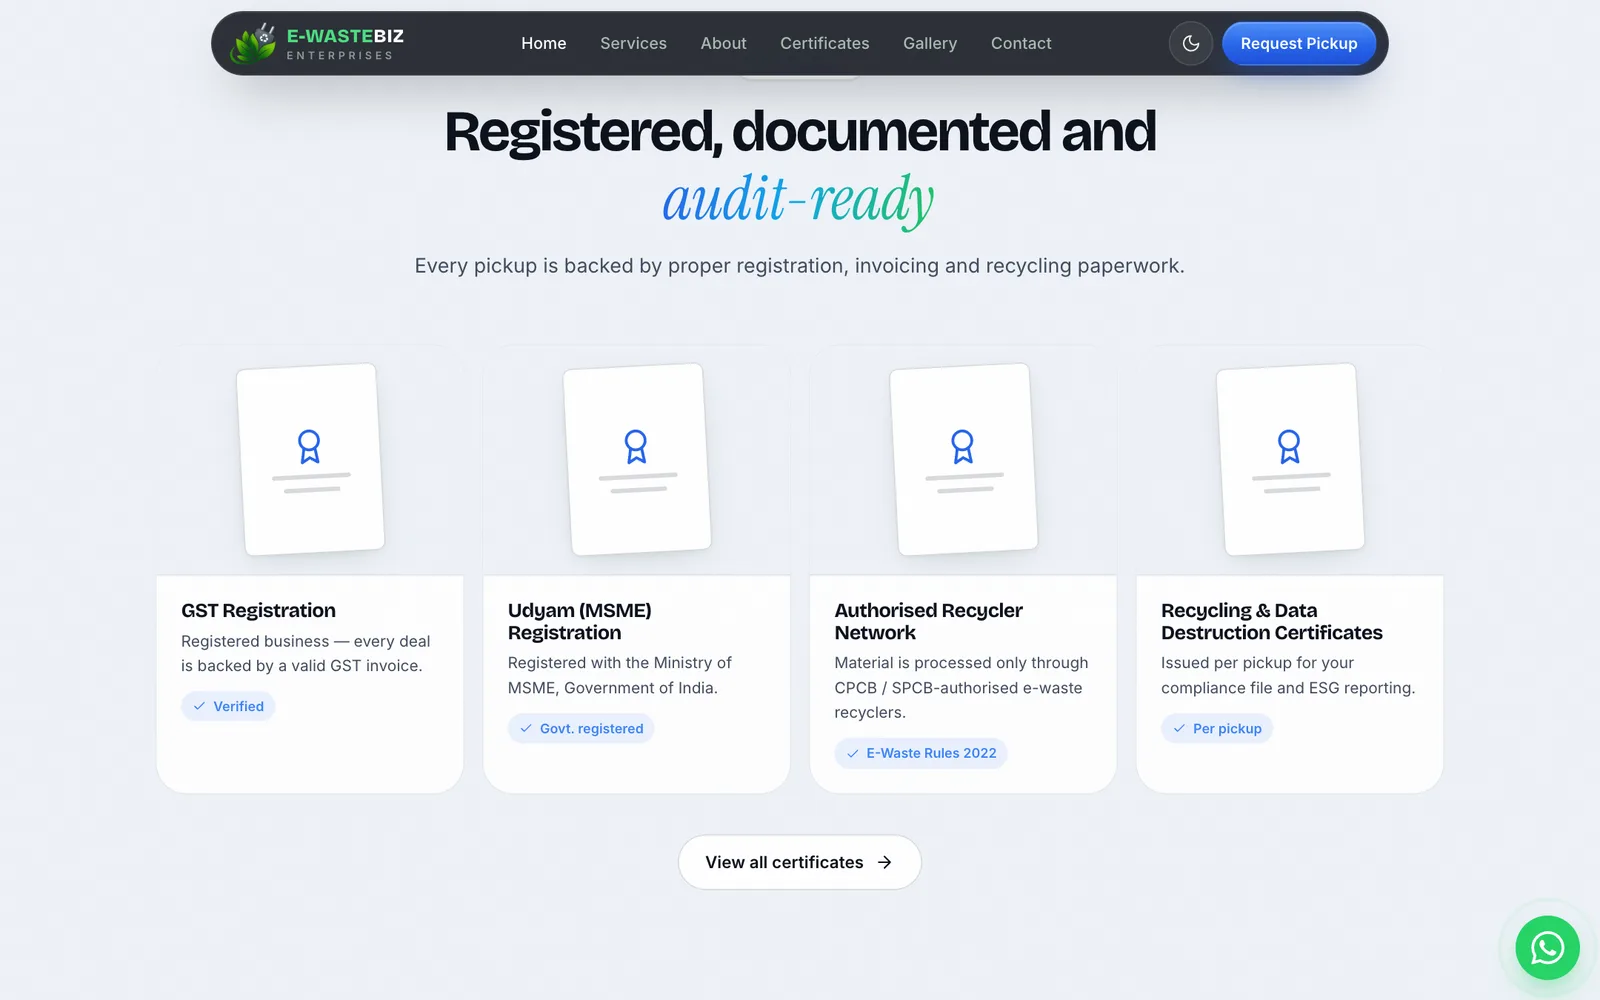 E-WASTEBIZ
ENTERPRISES
Home
Services
About
Certificates
Gallery
Contact
Request Pickup
Registered, documented and
audit-ready
Every pickup is backed by proper registration, invoicing and recycling paperwork.
GST Registration
Registered business — every deal
is backed by a valid GST invoice.
Verified
Udyam (MSME)
Registration
Registered with the Ministry of
MSME, Government of India.
Govt. registered
Authorised Recycler
Network
Material is processed only through
CPCB / SPCB-authorised e-waste
recyclers.
E-Waste Rules 2022
Recycling & Data
Destruction Certificates
Issued per pickup for your
compliance file and ESG reporting.
Per pickup
View all certificates